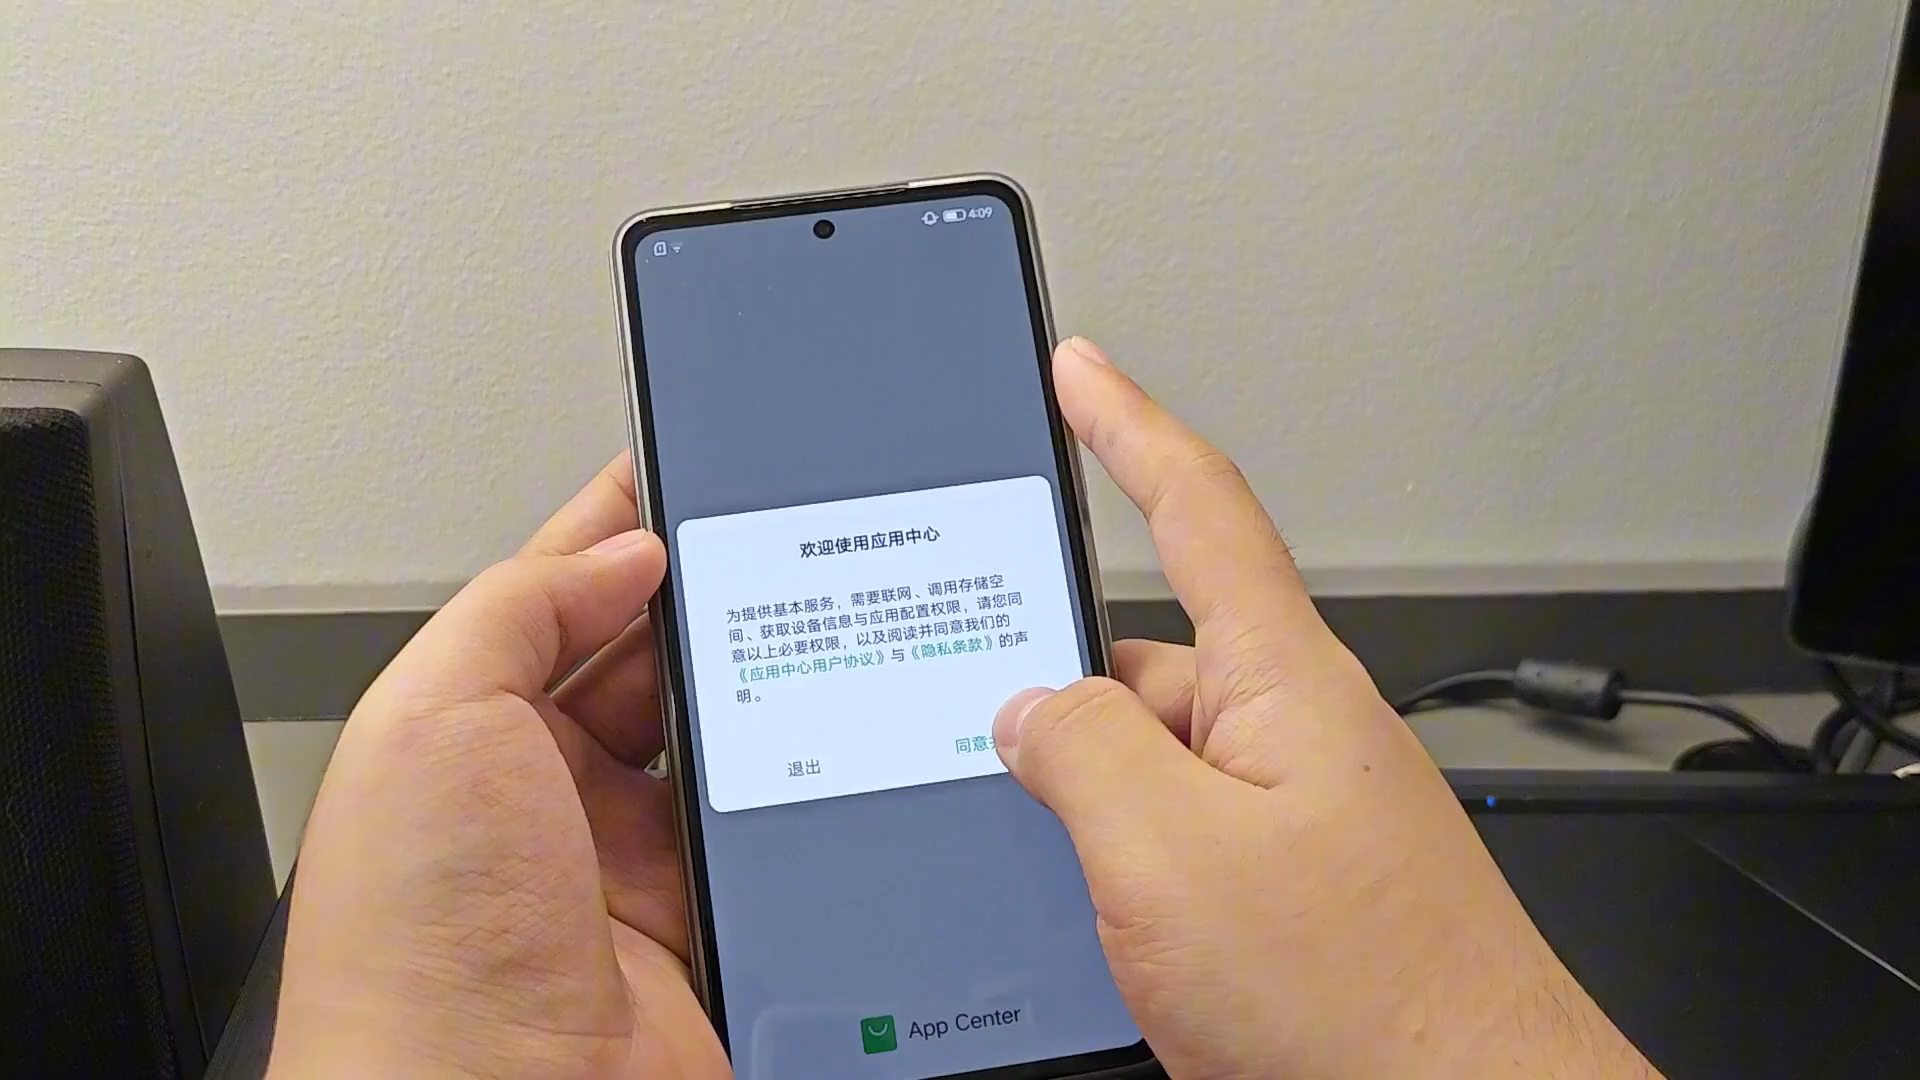 4:09
欢迎使用应用中心
为提供基本服务，需要联网、调用存储空
间、获取设备信息与应用配置权限，请您同
意以上必要权限，以及阅读并同意我们的
《应用中心用户协议》与《隐私条款》的声
明。
退出
同意
App Center